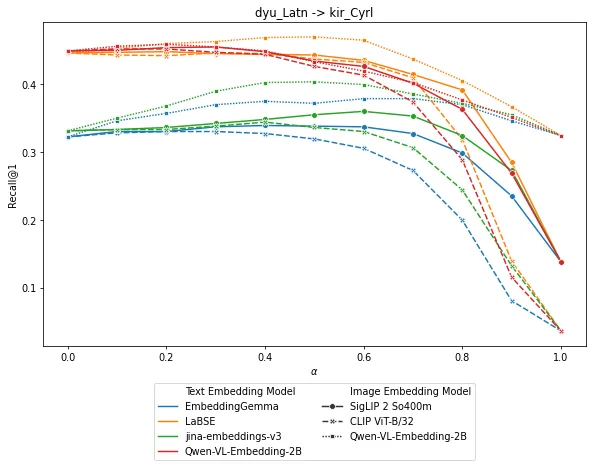 dyu_Latn -> kir_Cyrl
Recall@1
0.4
0.3
0.2
0.1
0.0 0.2 0.4 0.6 0.8 1.0
α
Text Embedding Model Image Embedding Model
EmbeddingGemma SigLIP 2 So400m
LaBSE CLIP ViT-B/32
jina-embeddings-v3 Qwen-VL-Embedding-2B
Qwen-VL-Embedding-2B